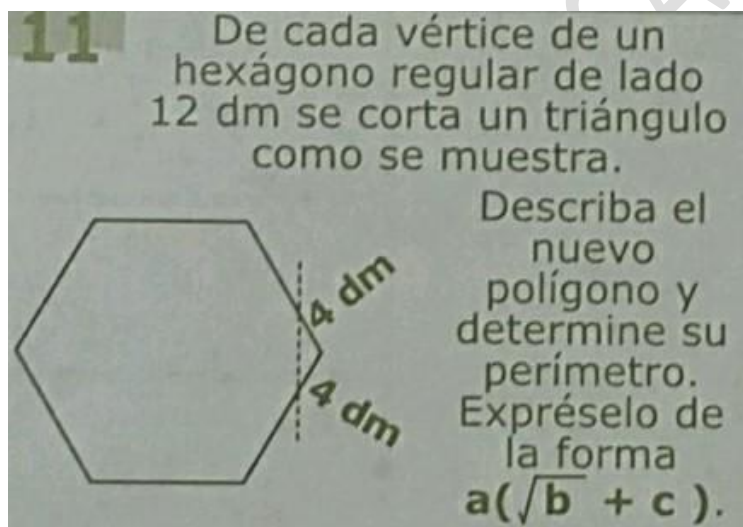 11
De cada vértice de un
hexágono regular de lado
12 dm se corta un triángulo
como se muestra.
4 dm
4 dm
Describa el
nuevo
polígono y
determine su
perímetro.
Expréselo de
la forma
a(√b + c ).